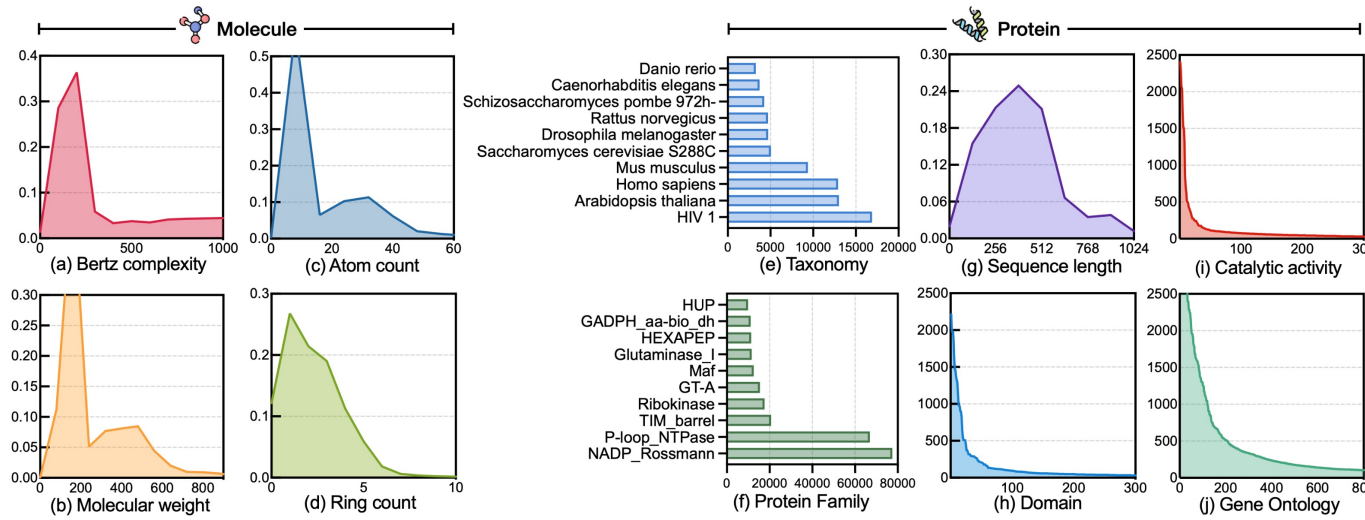 Molecule
Protein
0.4
0.3
0.2
0.1
0.0
0
500
1000
(a) Bertz complexity
0.5
0.4
0.3
0.2
0.1
0.0
0
20
40
60
(c) Atom count
0.30
0.25
0.20
0.15
0.10
0.05
0.00
0
200
400
600
800
(b) Molecular weight
0.3
0.2
0.1
0.0
0
5
10
(d) Ring count
Danio rerio
Caenorhabditis elegans
Schizosaccharomyces pombe 972h-
Rattus norvegicus
Drosophila melanogaster
Saccharomyces cerevisiae S288C
Mus musculus
Homo sapiens
Arabidopsis thaliana
HIV 1
0
5000
10000
15000
20000
(e) Taxonomy
HUP
GADPH_aa-bio_dh
HEXAPEP
Glutaminase_I
Maf
GT-A
Ribokinase
TIM_barrel
P-loop_NTPase
NADP_Rossmann
0
20000
40000
60000
80000
(f) Protein Family
0.30
0.24
0.18
0.12
0.06
0.00
0
256
512
768
1024
(g) Sequence length
2500
2000
1500
1000
500
0
100
200
300
(h) Domain
2500
2000
1500
1000
500
0
100
200
300
(i) Catalytic activity
2500
2000
1500
1000
500
0
0
200
400
600
800
(j) Gene Ontology